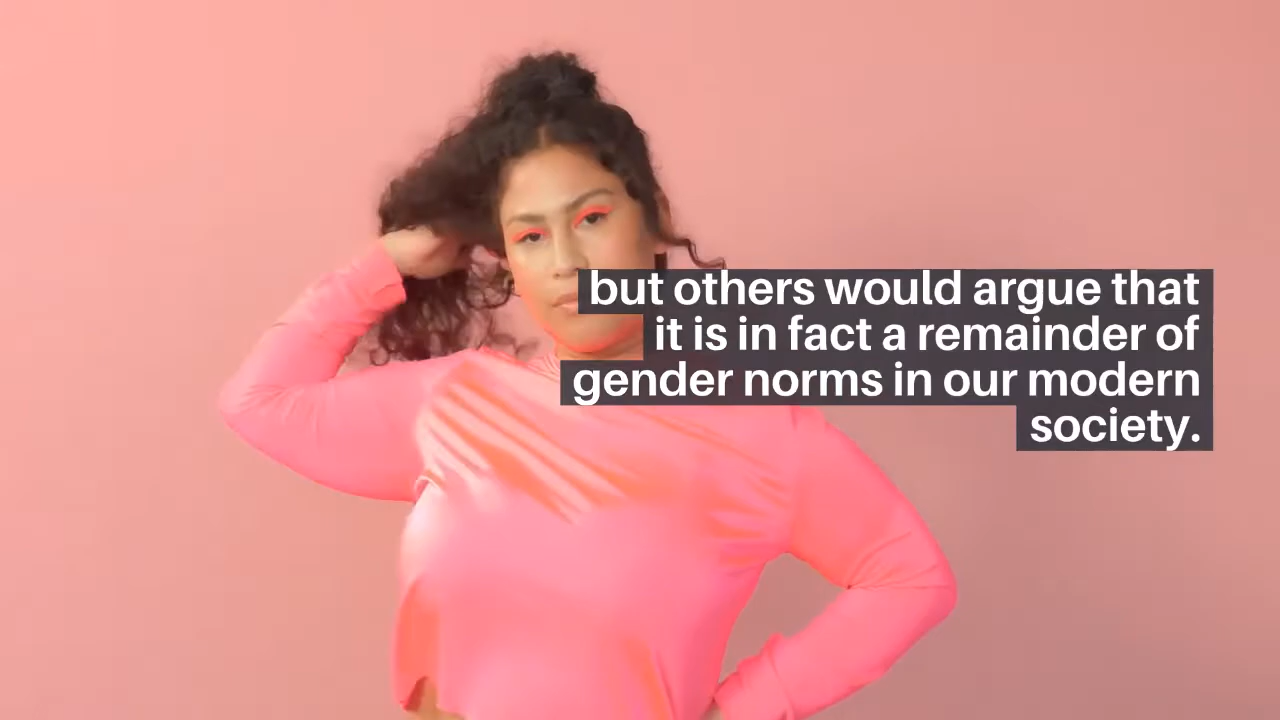 but others would argue that
it is in fact a remainder of
gender norms in our modern
society.